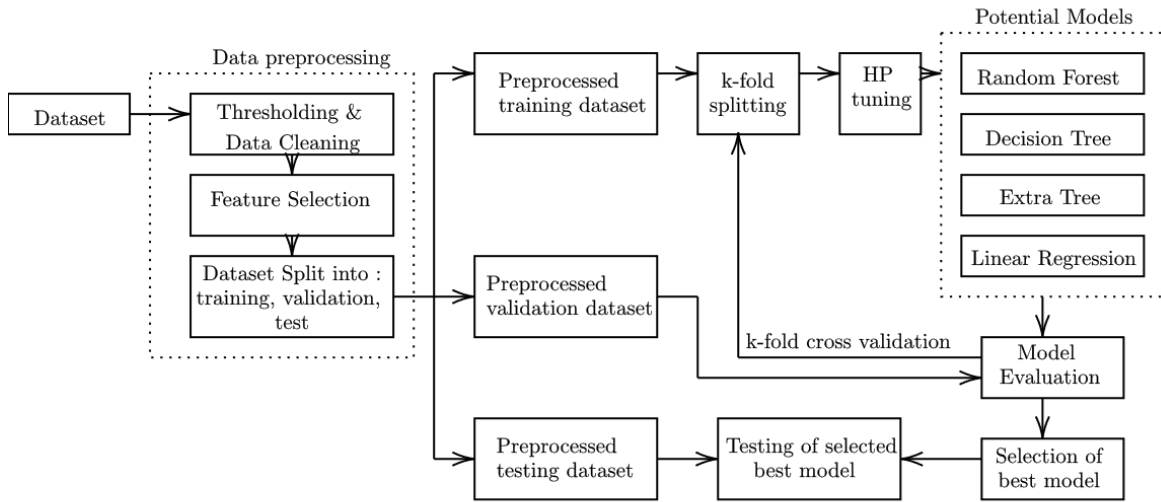 Potential Models
Data preprocessing
Dataset
Thresholding &
Data Cleaning
Feature Selection
Dataset Split into :
training, validation,
test
Preprocessed
training dataset
k-fold
splitting
HP
tuning
Random Forest
Decision Tree
Extra Tree
Linear Regression
Preprocessed
validation dataset
k-fold cross validation
Model
Evaluation
Preprocessed
testing dataset
Testing of selected
best model
Selection of
best model